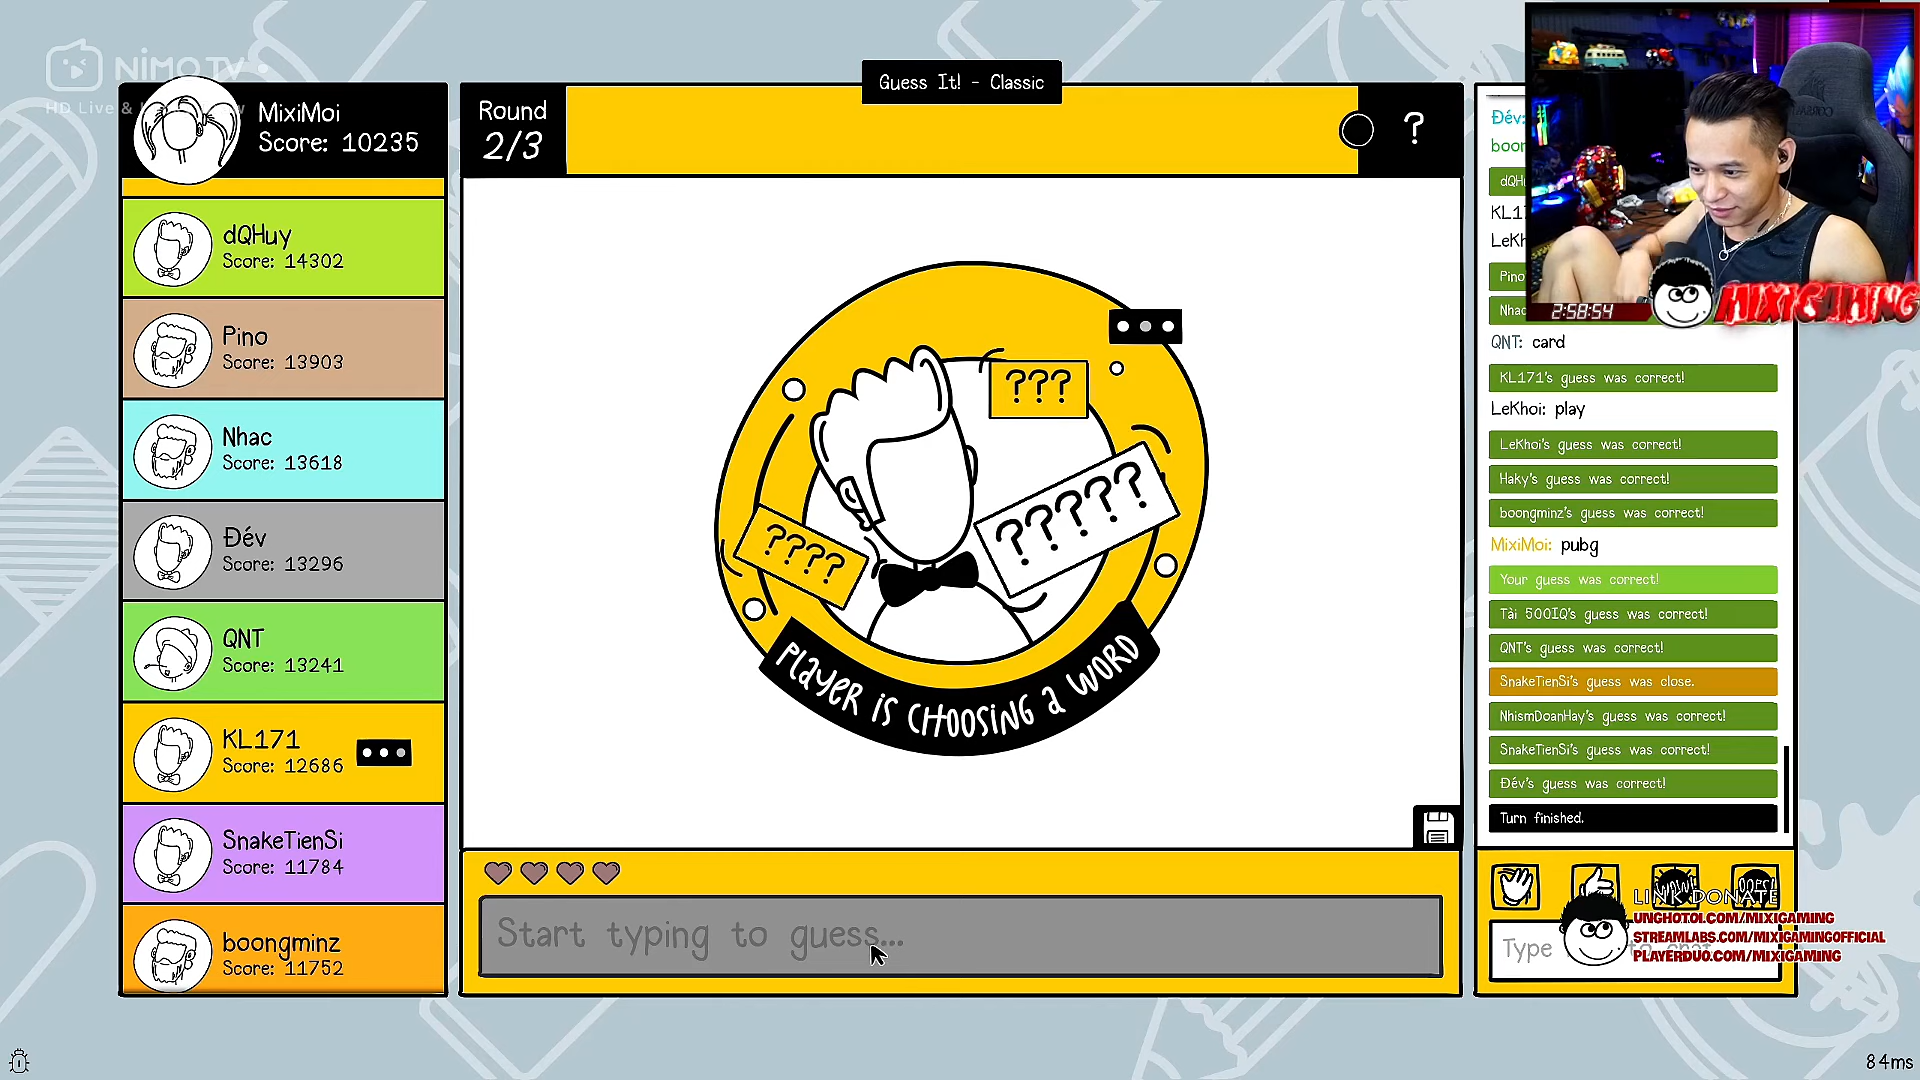 NIMO TV
Guess It! - Classic
MixiMoi
Score: 10235
Round
2/3
?
dQHuy
Score: 14302
Pino
Score: 13903
Nhac
Score: 13618
Đév
Score: 13296
QNT
Score: 13241
KL171
Score: 12686
SnakeTienSi
Score: 11784
boongminz
Score: 11752
???
????
?????
PLAYER IS CHOOSING A WORD
Start typing to guess...
Đév:
QNT: card
KL171's guess was correct!
LeKhoi: play
LeKhoi's guess was correct!
Haky's guess was correct!
boongminz's guess was correct!
MixiMoi: pubg
Your guess was correct!
Tài 500IQ's guess was correct!
QNT's guess was correct!
SnakeTienSi's guess was close.
NhismDoanHay's guess was correct!
SnakeTienSi's guess was correct!
Đév's guess was correct!
Turn finished.
2:58:54
MIXIGAMING
LINK DONATE
UNGHOTOI.COM/MIXIGAMING
STREAMLABS.COM/MIXIGAMINGOFFICIAL
PLAYERDUO.COM/MIXIGAMING
Type
84ms